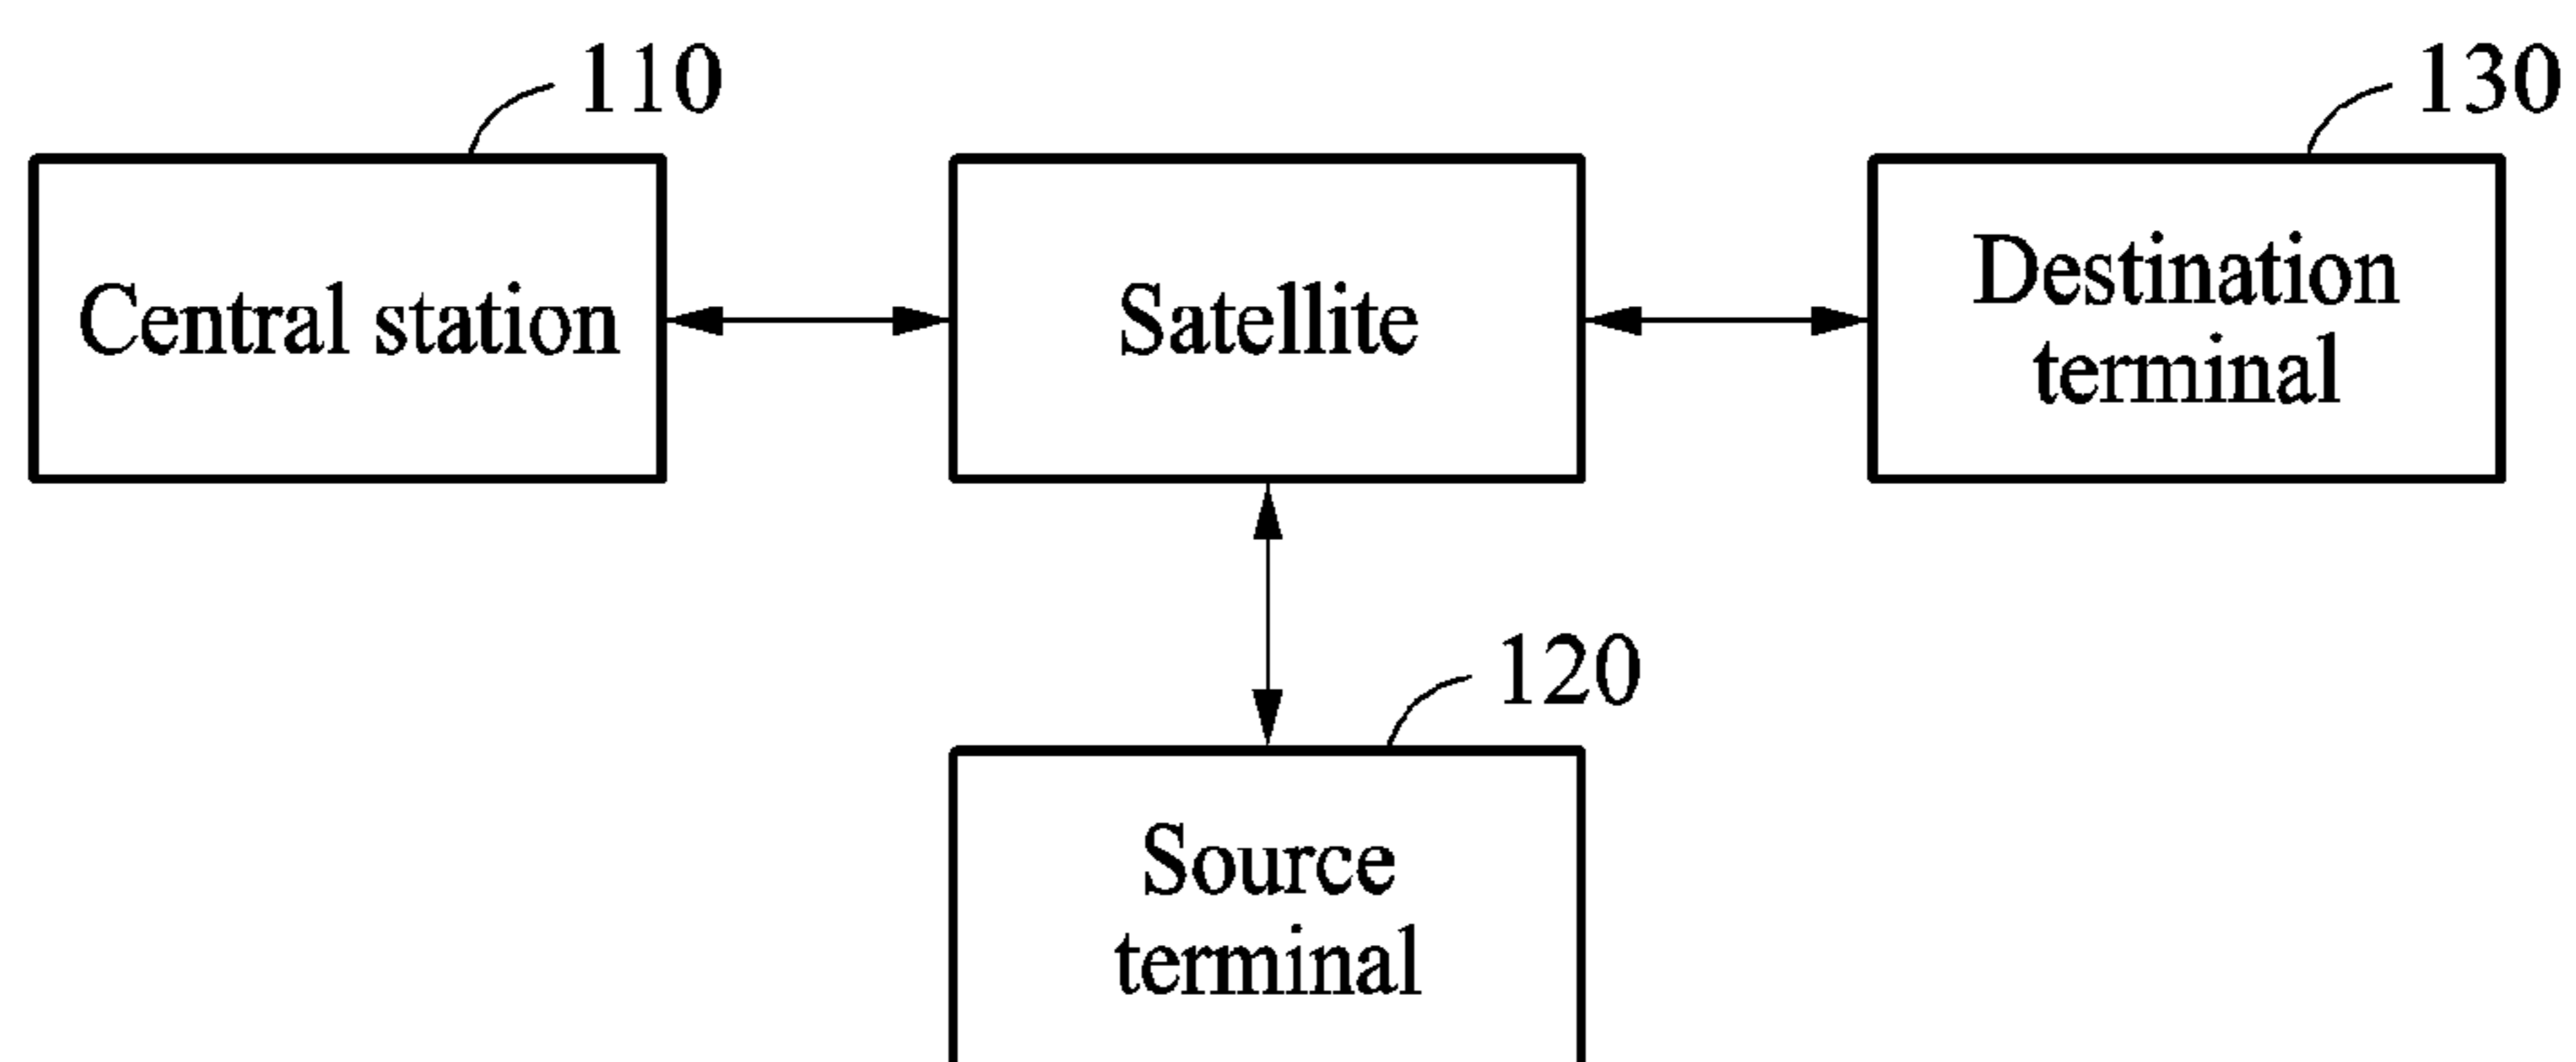 110
130
Central station
Satellite
Destination
terminal
120
Source
terminal